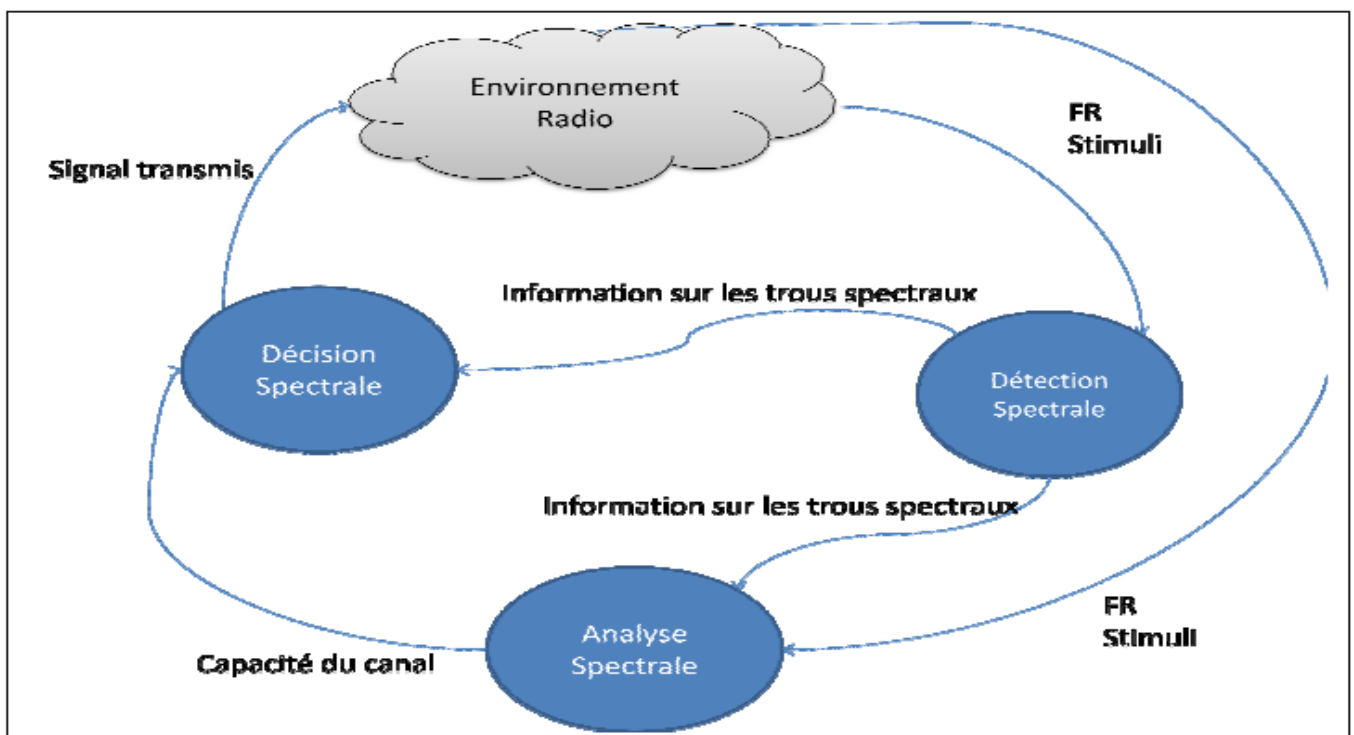 Environnement
Radio
FR
Stimuli
Signal transmis
Information sur les trous spectraux
Décision
Spectrale
Détection
Spectrale
Information sur les trous spectraux
Analyse
Spectrale
FR
Stimuli
Capacité du canal